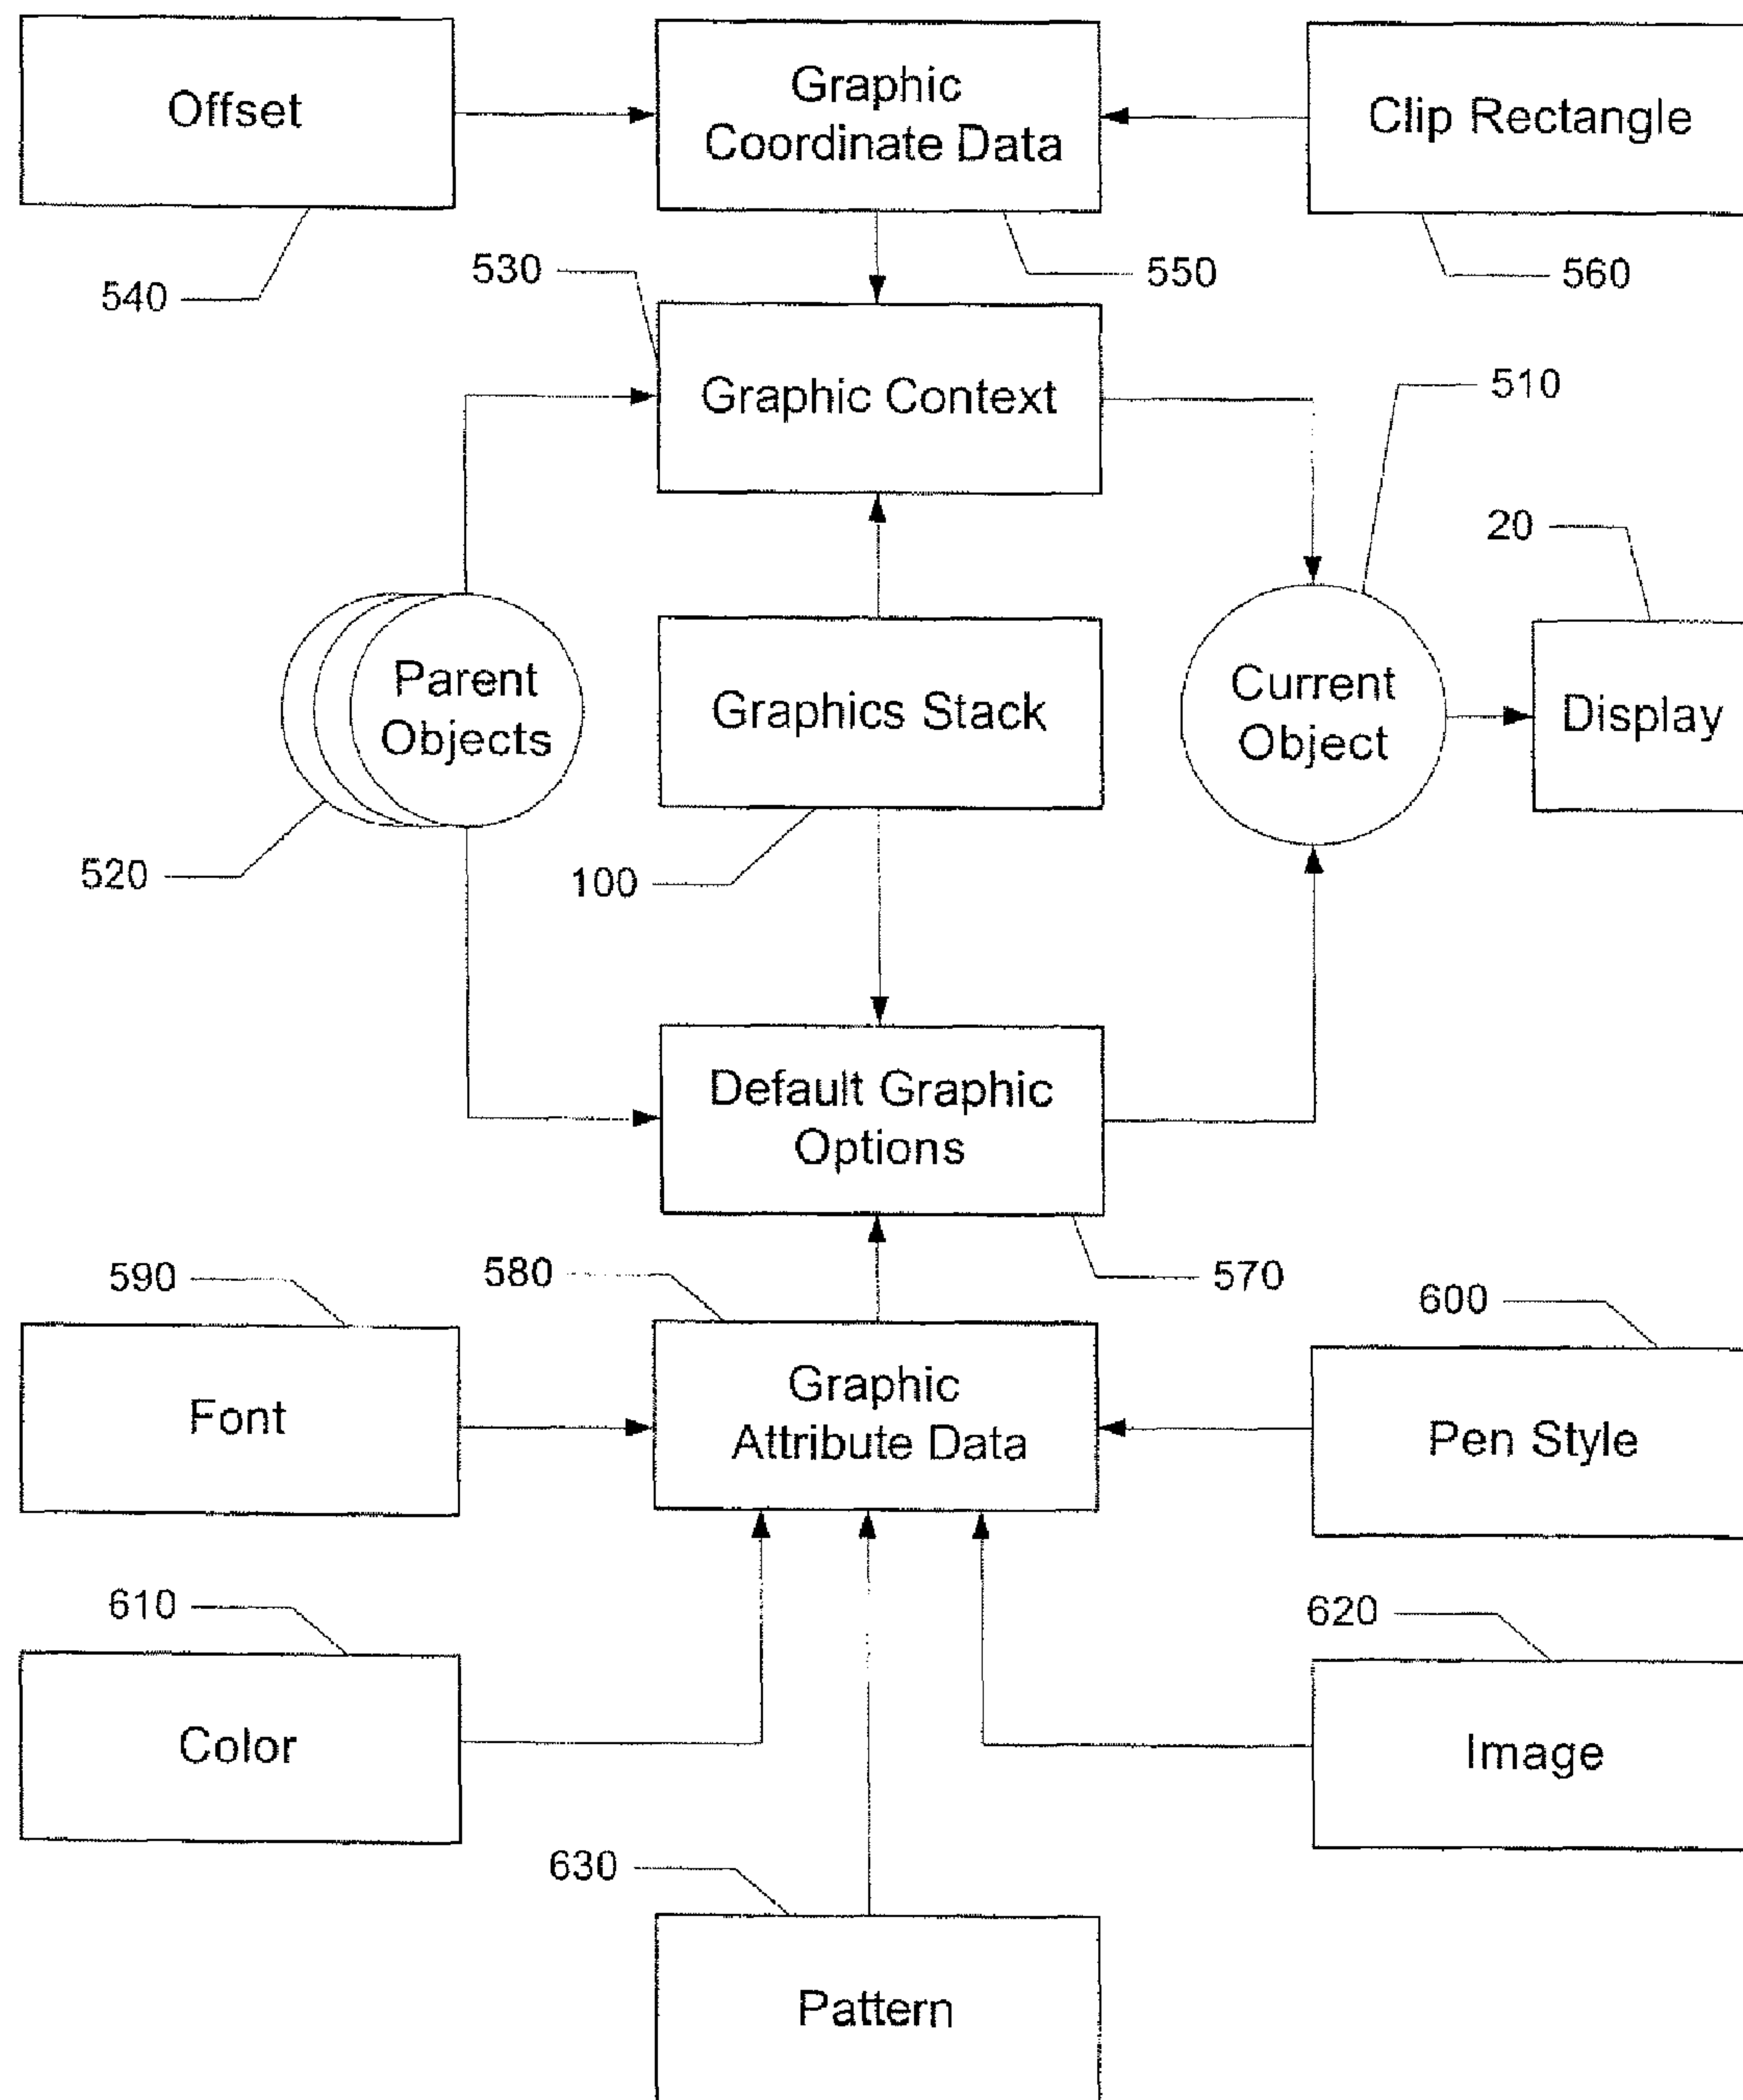 Offset
Graphic
Coordinate Data
Clip Rectangle
540
530
550
560
Graphic Context
510
20
Parent
Objects
Graphics Stack
Current
Object
Display
520
100
Default Graphic
Options
590
580
570
600
Font
Graphic
Attribute Data
Pen Style
610
620
Color
Image
630
Pattern